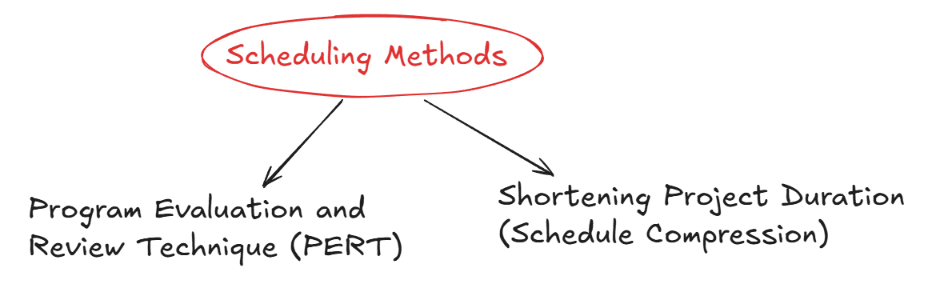 Scheduling Methods
Program Evaluation and
Review Technique (PERT)
Shortening Project Duration
(Schedule Compression)